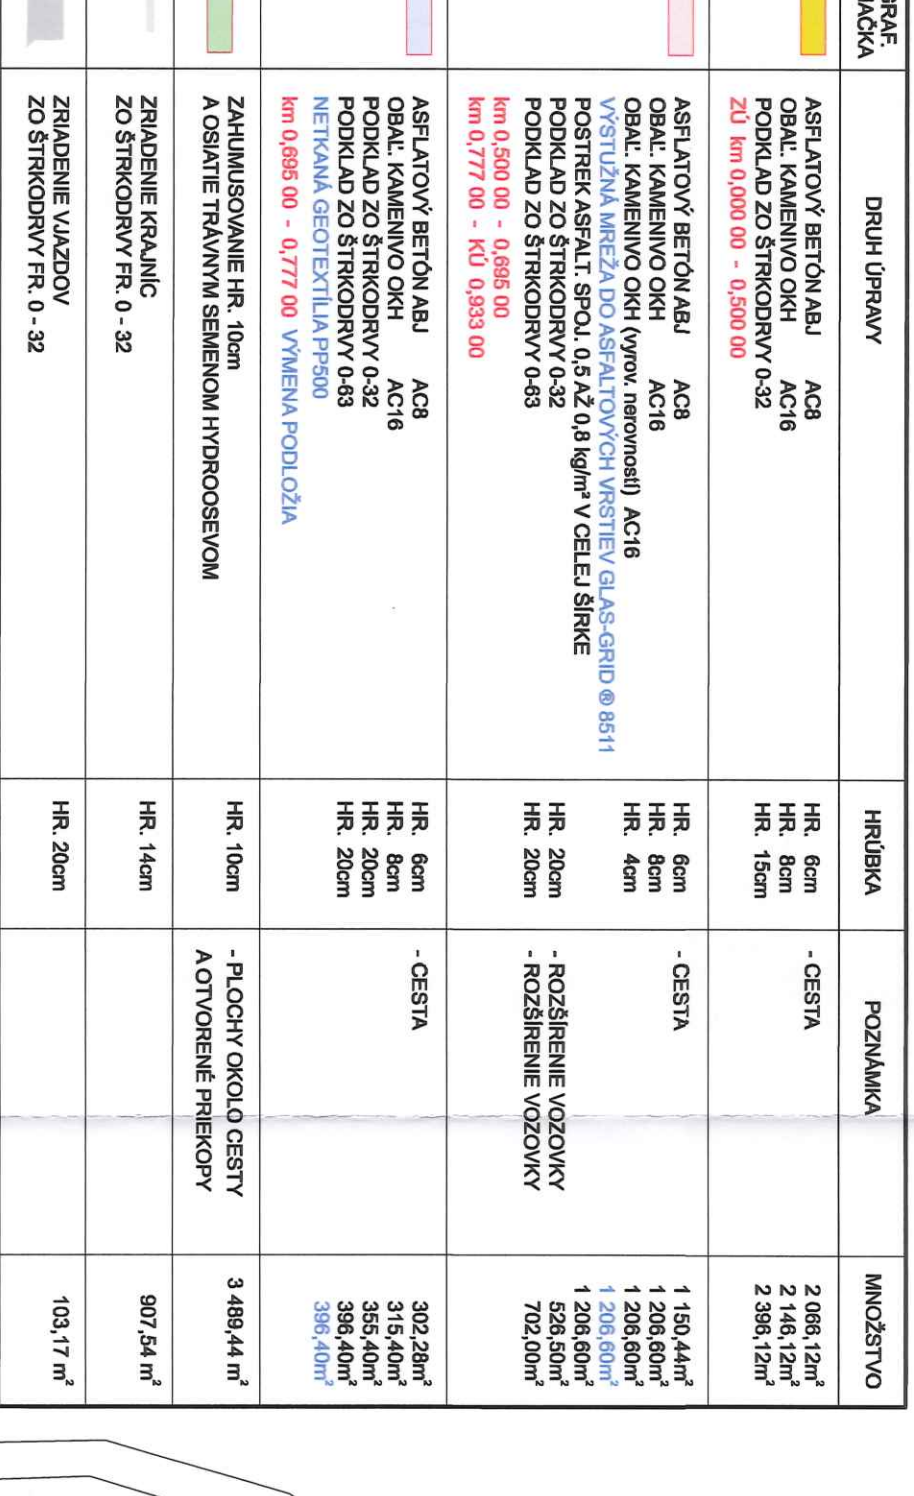 GRAF.
DRUH ÚPRAVY
HRÚBKA
POZNÁMKA
MNOŽSTVO
ASFLATOVÝ BETÓN ABJ AC8 HR. 6cm - CESTA 2 066,12m²
OBAĽ. KAMENIVO OKH AC16 HR. 8cm 2 146,12m²
PODKLAD ZO ŠTRKODRVY 0-32 HR. 15cm 2 396,12m²
ZÚ km 0,000 00 - 0,500 00
ASFLATOVÝ BETÓN ABJ AC8 HR. 6cm - CESTA 1 150,44m²
OBAĽ. KAMENIVO OKH AC16 HR. 8cm 1 206,60m²
OBAĽ. KAMENIVO OKH (vyrov. nerovností) AC16 HR. 4cm 1 206,60m²
VÝSTUŽNÁ MREŽA DO ASFALTOVÝCH VRSTIEV GLAS-GRID ® 8511 1 206,60m²
POSTREK ASFALT. SPOJ. 0,5 AŽ 0,8 kg/m² V CELEJ ŠÍRKE 1 206,60m²
PODKLAD ZO ŠTRKODRVY 0-32 HR. 20cm - ROZŠÍRENIE VOZOVKY 526,50m²
PODKLAD ZO ŠTRKODRVY 0-63 HR. 20cm - ROZŠÍRENIE VOZOVKY 702,00m²
km 0,500 00 - 0,695 00
km 0,777 00 - KÚ 0,933 00
ASFLATOVÝ BETÓN ABJ AC8 HR. 6cm - CESTA 302,28m²
OBAĽ. KAMENIVO OKH AC16 HR. 8cm 315,40m²
PODKLAD ZO ŠTRKODRVY 0-32 HR. 20cm 355,40m²
PODKLAD ZO ŠTRKODRVY 0-63 HR. 20cm 396,40m²
NETKANÁ GEOTEXTÍLIA PP500 396,40m²
km 0,695 00 - 0,777 00 VÝMENA PODLOŽIA
ZAHUMUSOVANIE HR. 10cm HR. 10cm - PLOCHY OKOLO CESTY 3 489,44 m²
A OSIATIE TRÁVNYM SEMENOM HYDROOSEVOM A OTVORENÉ PRIEKOPY
ZRIADENIE KRAJNÍC HR. 14cm 907,54 m²
ZO ŠTRKODRVY FR. 0 - 32
ZRIADENIE VJAZDOV HR. 20cm 103,17 m²
ZO ŠTRKODRVY FR. 0 - 32